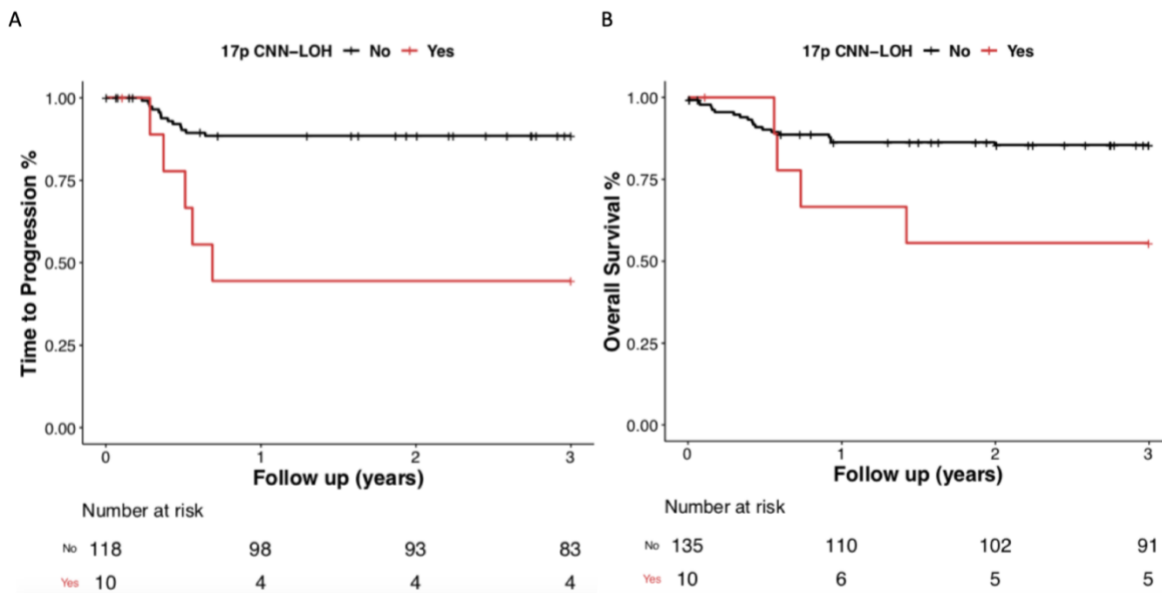 A
17p CNN-LOH No Yes
Time to Progression %
1.00
0.75
0.50
0.25
0.00
0 1 2 3
Follow up (years)
Number at risk
No 118 98 93 83
Yes 10 4 4 4
B
17p CNN-LOH No Yes
Overall Survival %
1.00
0.75
0.50
0.25
0.00
0 1 2 3
Follow up (years)
Number at risk
No 135 110 102 91
Yes 10 6 5 5